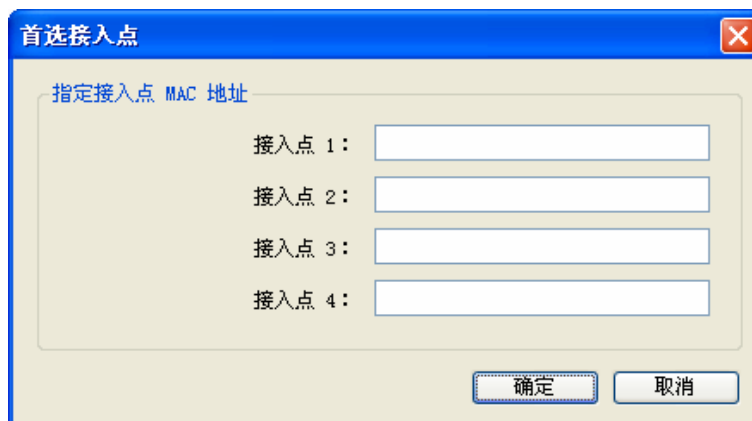 首选接入点
指定接入点 MAC 地址
接入点 1：
接入点 2：
接入点 3：
接入点 4：
确定 取消